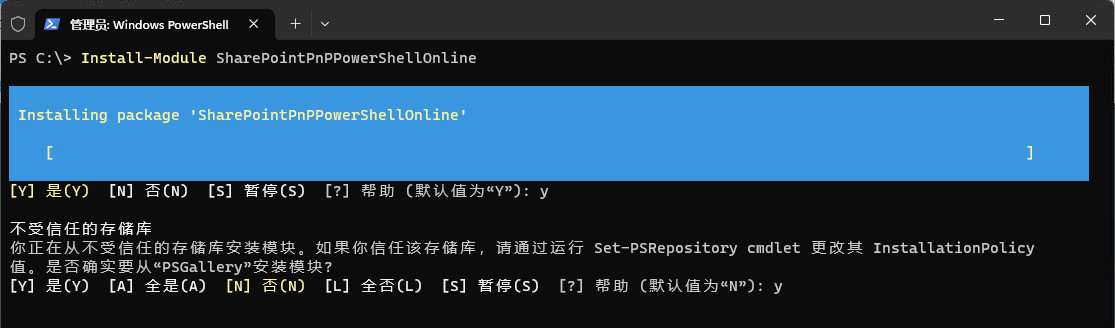 管理员: Windows PowerShell
PS C:\> Install-Module SharePointPnPPowerShellOnline
Installing package 'SharePointPnPPowerShellOnline'
[ ]
[Y] 是(Y) [N] 否(N) [S] 暂停(S) [?] 帮助 (默认值为“Y”): y
不受信任的存储库
你正在从不受信任的存储库安装模块。如果你信任该存储库，请通过运行 Set-PSRepository cmdlet 更改其 InstallationPolicy
值。是否确实要从“PSGallery”安装模块?
[Y] 是(Y) [A] 全是(A) [N] 否(N) [L] 全否(L) [S] 暂停(S) [?] 帮助 (默认值为“N”): y